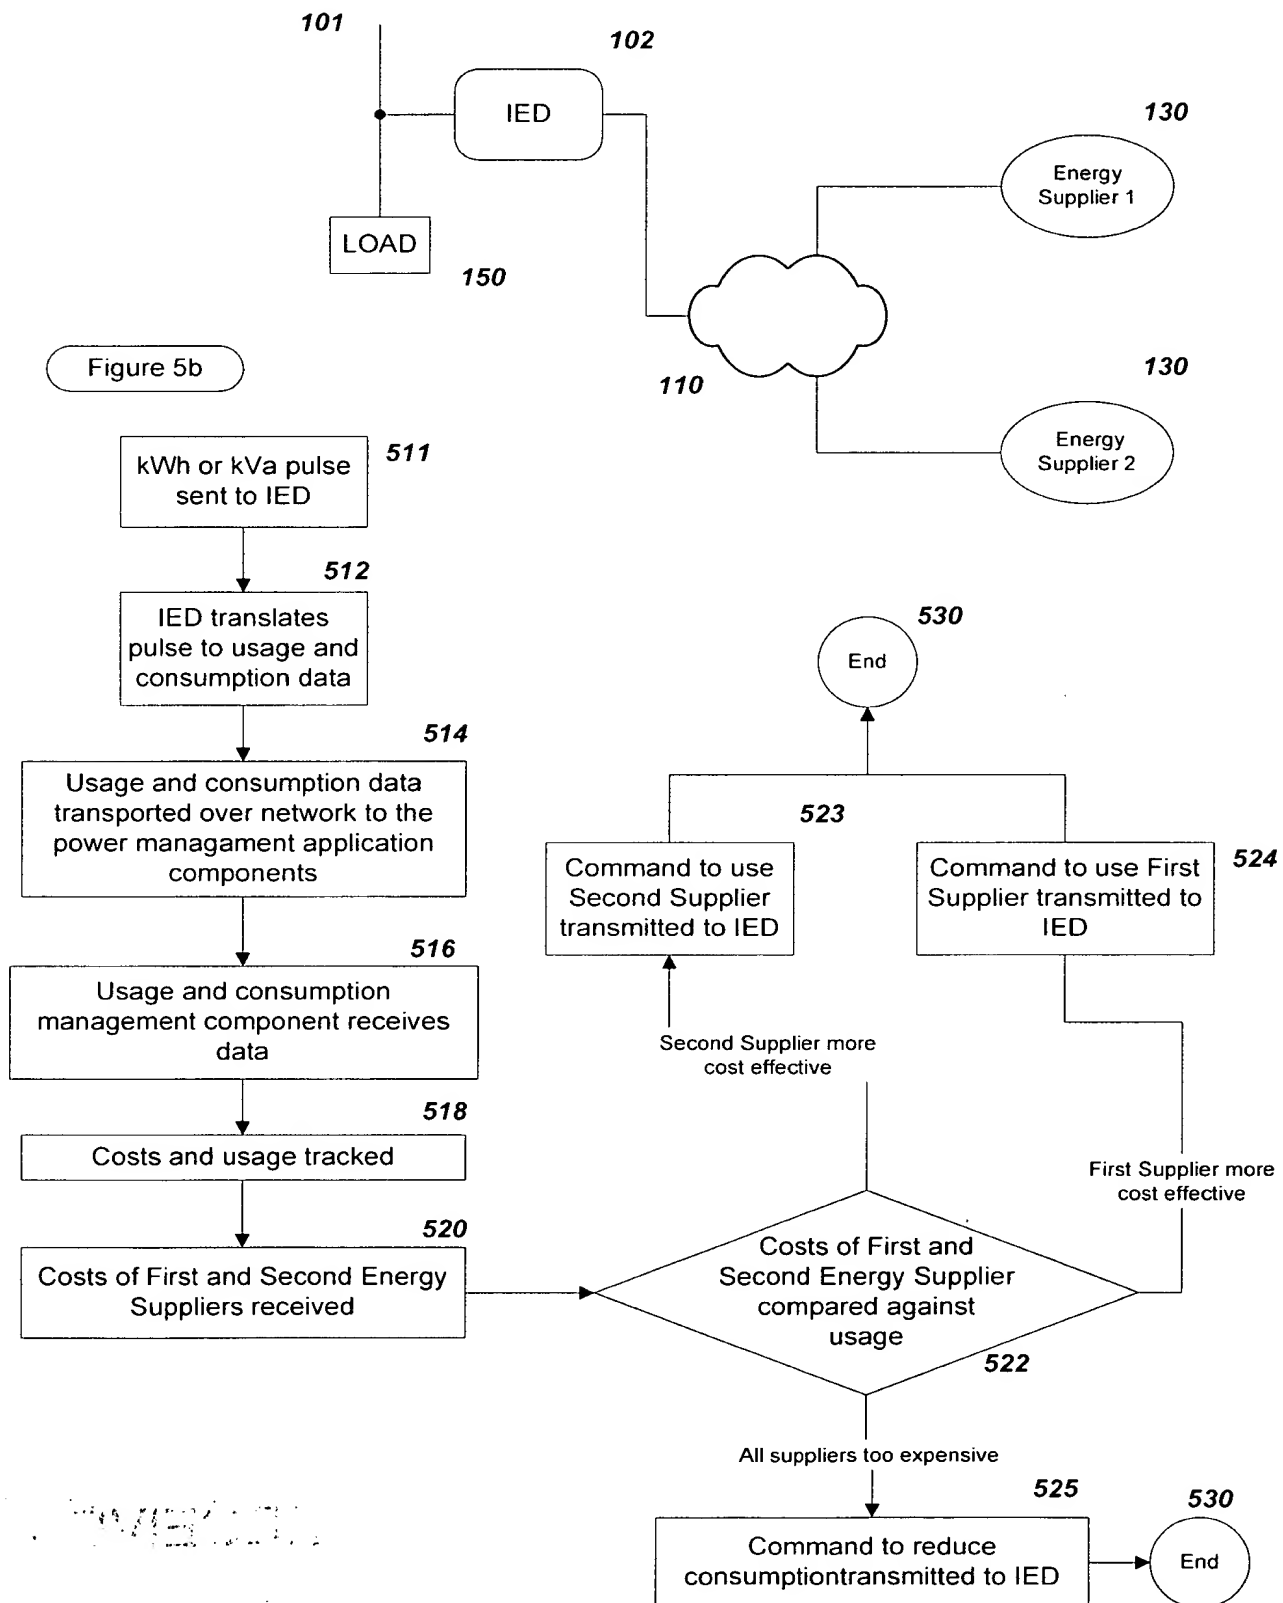 101
102
IED
130
Energy
Supplier 1
LOAD
150
Figure 5b
110
130
Energy
Supplier 2
kWh or kVa pulse
sent to IED
511
512
IED translates
pulse to usage and
consumption data
514
Usage and consumption data
transported over network to the
power managament application
components
516
Usage and consumption
management component receives
data
518
Costs and usage tracked
520
Costs of First and Second Energy
Suppliers received
530
End
523
Command to use
Second Supplier
transmitted to IED
524
Command to use First
Supplier transmitted to
IED
Second Supplier more
cost effective
First Supplier more
cost effective
Costs of First and
Second Energy Supplier
compared against
usage
522
All suppliers too expensive
525
Command to reduce
consumptiontransmitted to IED
530
End